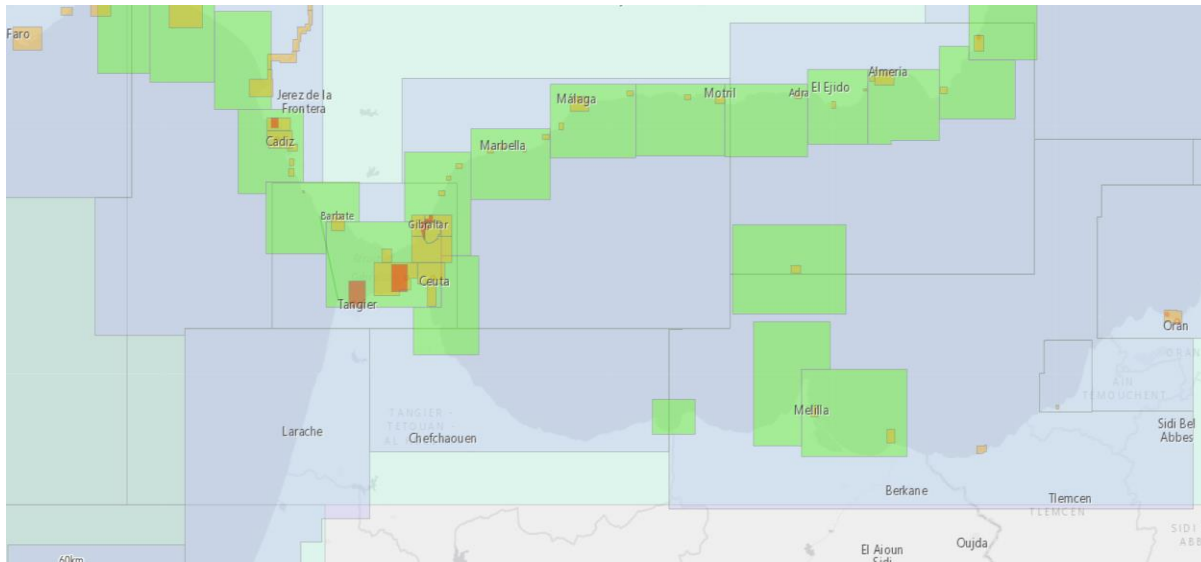 Faro
Jerez de la
Frontera
Cadiz
Barbate
Gibraltar
Ceuta
Tangier
Marbella
Málaga
Motril
Adra
El Ejido
Almería
Melilla
Oran
AIN
TEMOUCHENT
Sidi Bel
Abbes
Larache
TANGIER -
TETOUAN -
Chefchaouen
Berkane
Tlemcen
TLEMCEN
Oujda
El Aioun
Sidi
60km